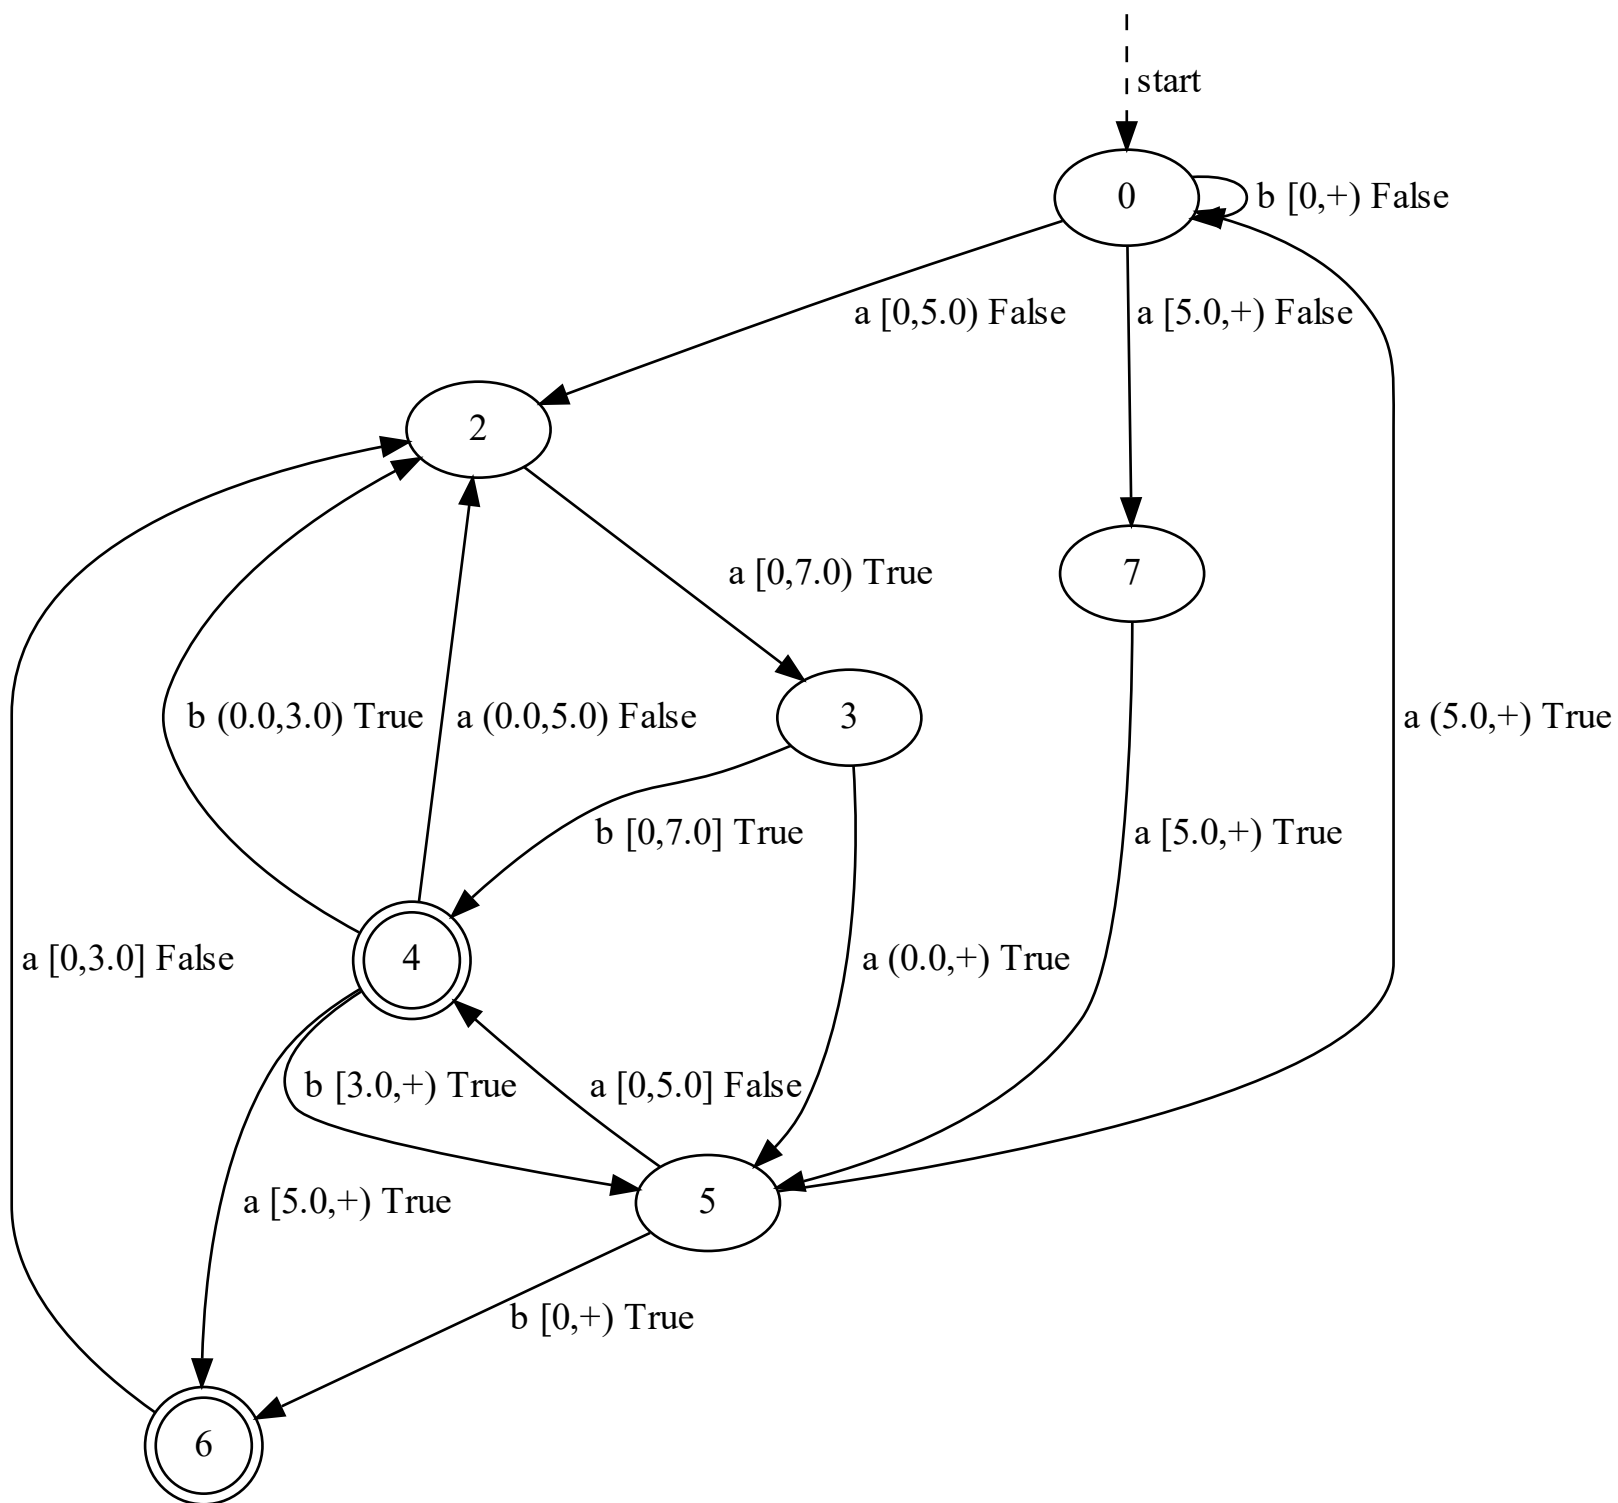 start
0
b [0,+) False
a [0,5.0) False
a [5.0,+) False
2
a [0,7.0) True
7
b (0.0,3.0) True
a (0.0,5.0) False
3
a (5.0,+) True
b [0,7.0] True
a [5.0,+) True
a [0,3.0] False
4
a (0.0,+) True
b [3.0,+) True
a [0,5.0] False
a [5.0,+) True
5
b [0,+) True
6